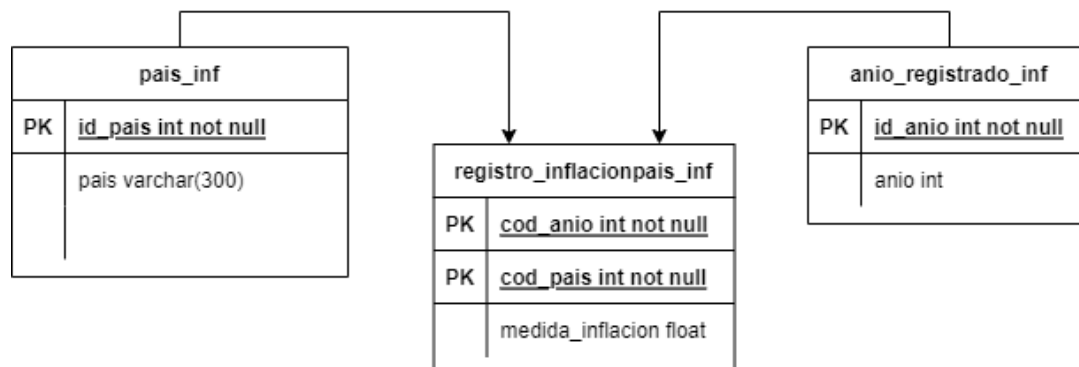 pais_inf
PK id_pais int not null
pais varchar(300)
registro_inflacionpais_inf
PK cod_anio int not null
PK cod_pais int not null
medida_inflacion float
anio_registrado_inf
PK id_anio int not null
anio int